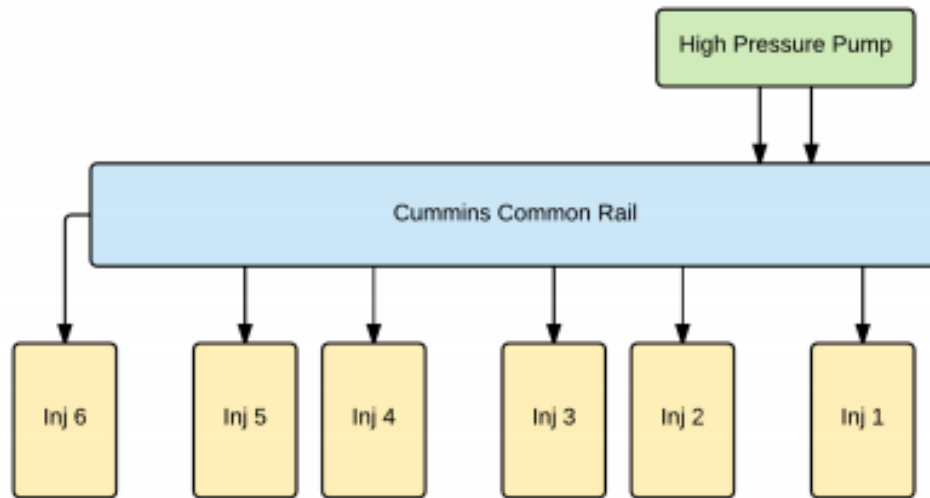 High Pressure Pump
Cummins Common Rail
Inj 6
Inj 5
Inj 4
Inj 3
Inj 2
Inj 1